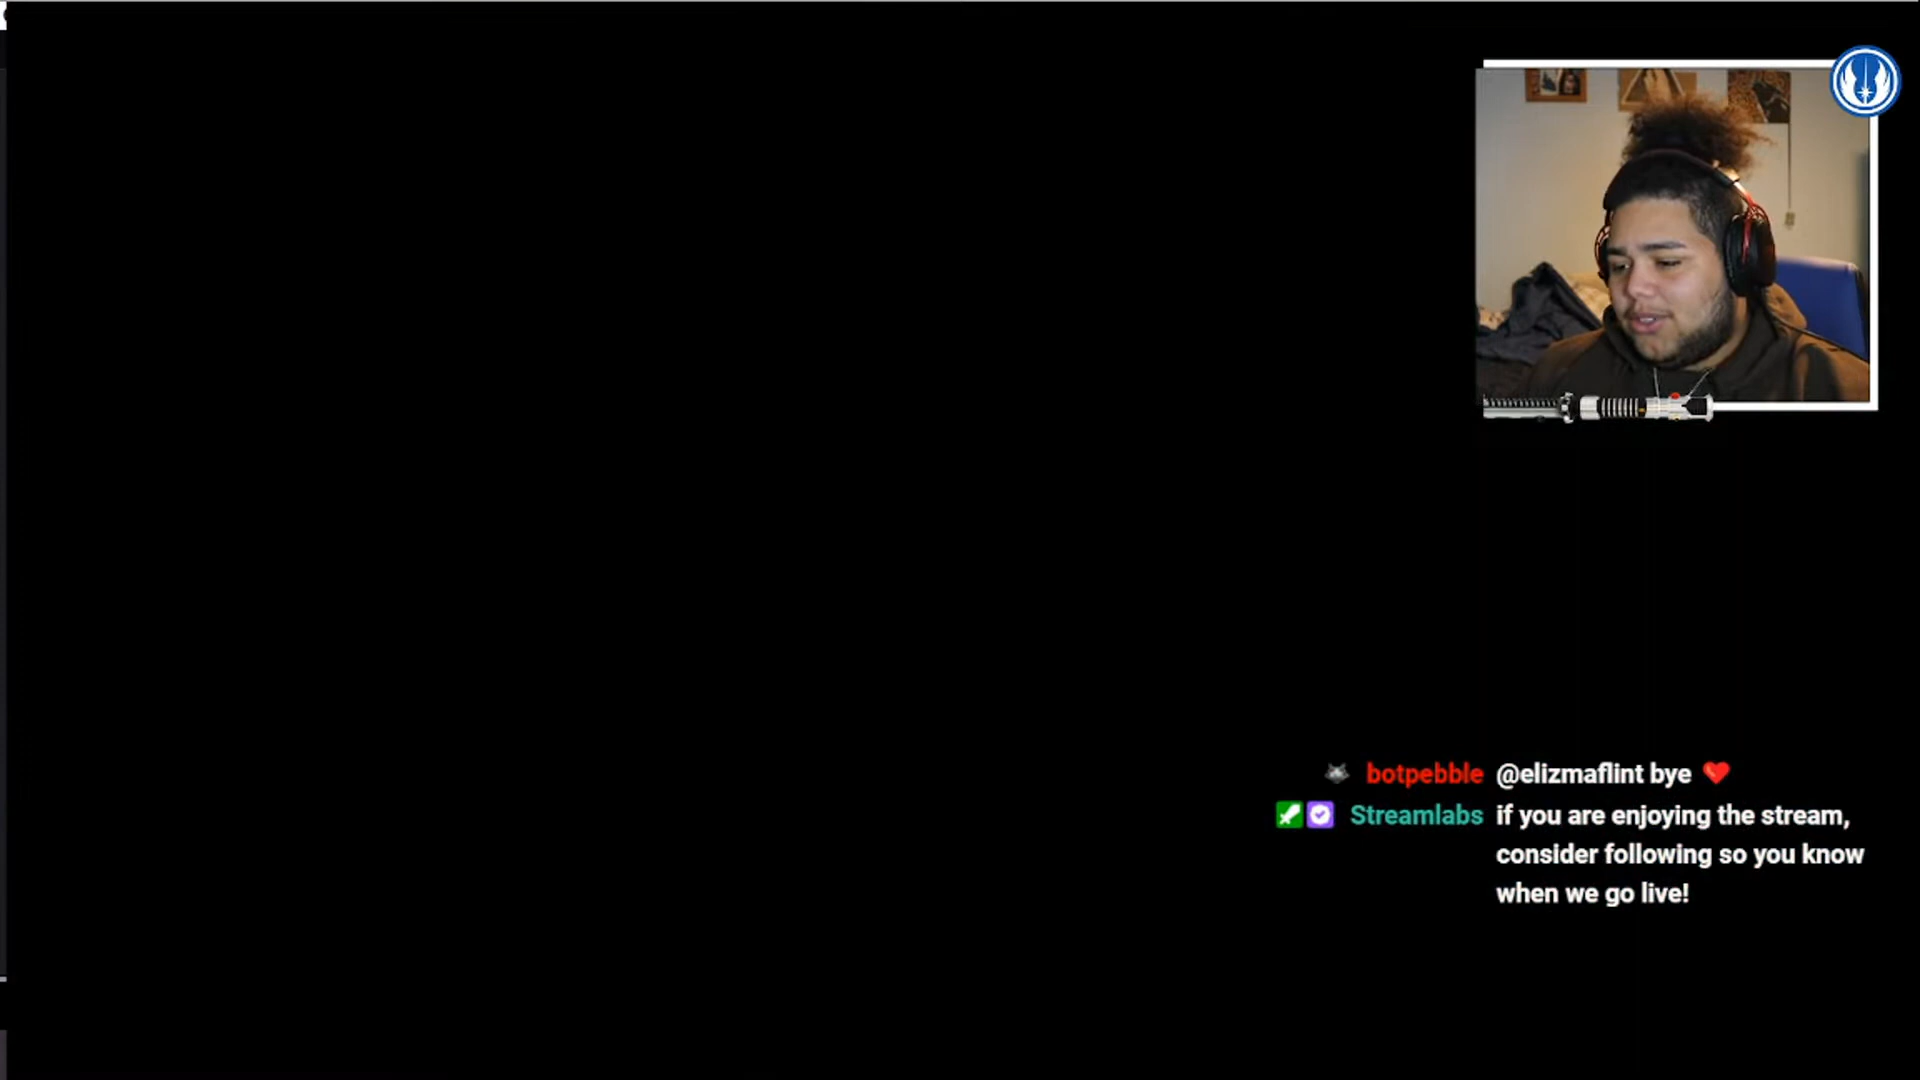 botpebble @elizmaflint bye ❤
Streamlabs if you are enjoying the stream,
consider following so you know
when we go live!